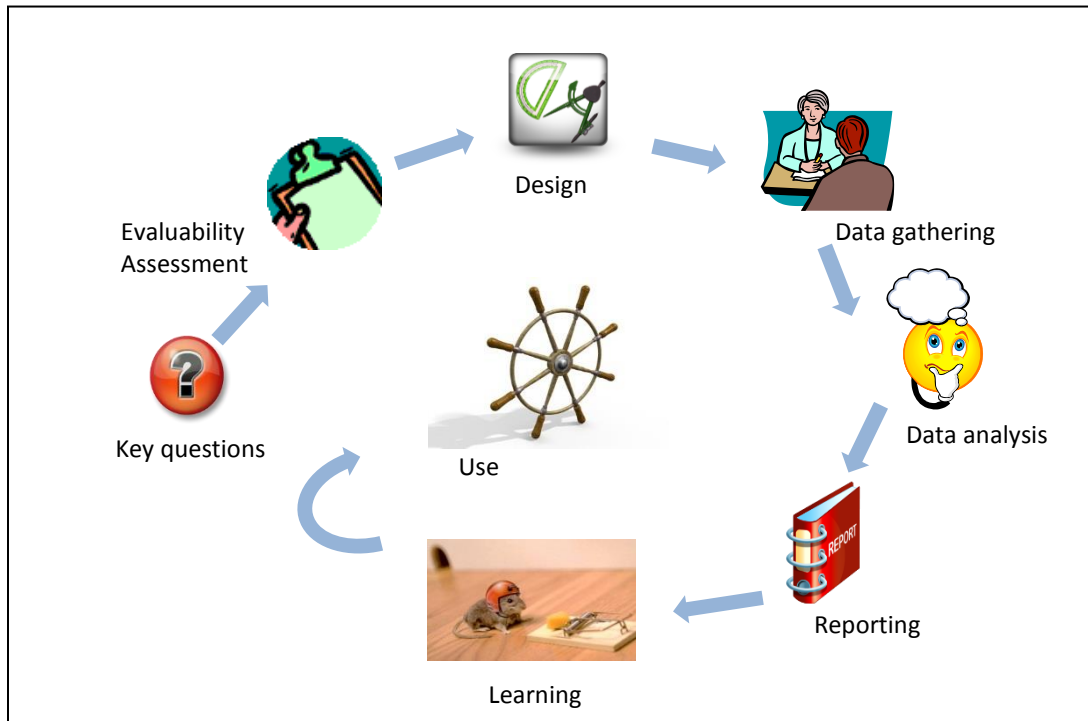 Design
Evaluability
Assessment
Data gathering
Key questions
Use
Data analysis
REPORT
Reporting
Learning